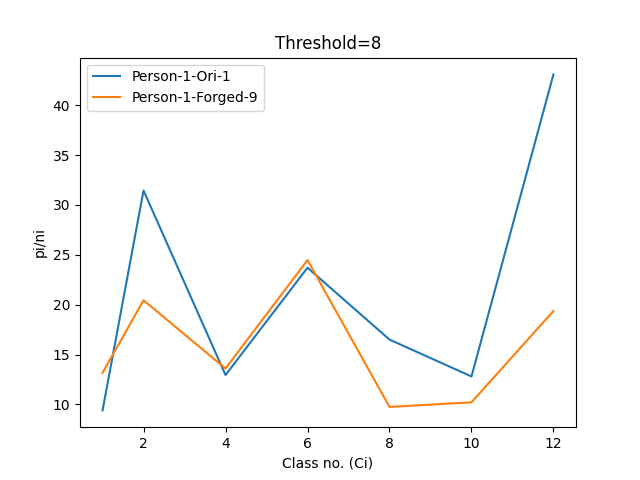 Threshold=8
Person-1-Ori-1
Person-1-Forged-9
pi/ni
40
35
30
25
20
15
10
2 4 6 8 10 12
Class no. (Ci)